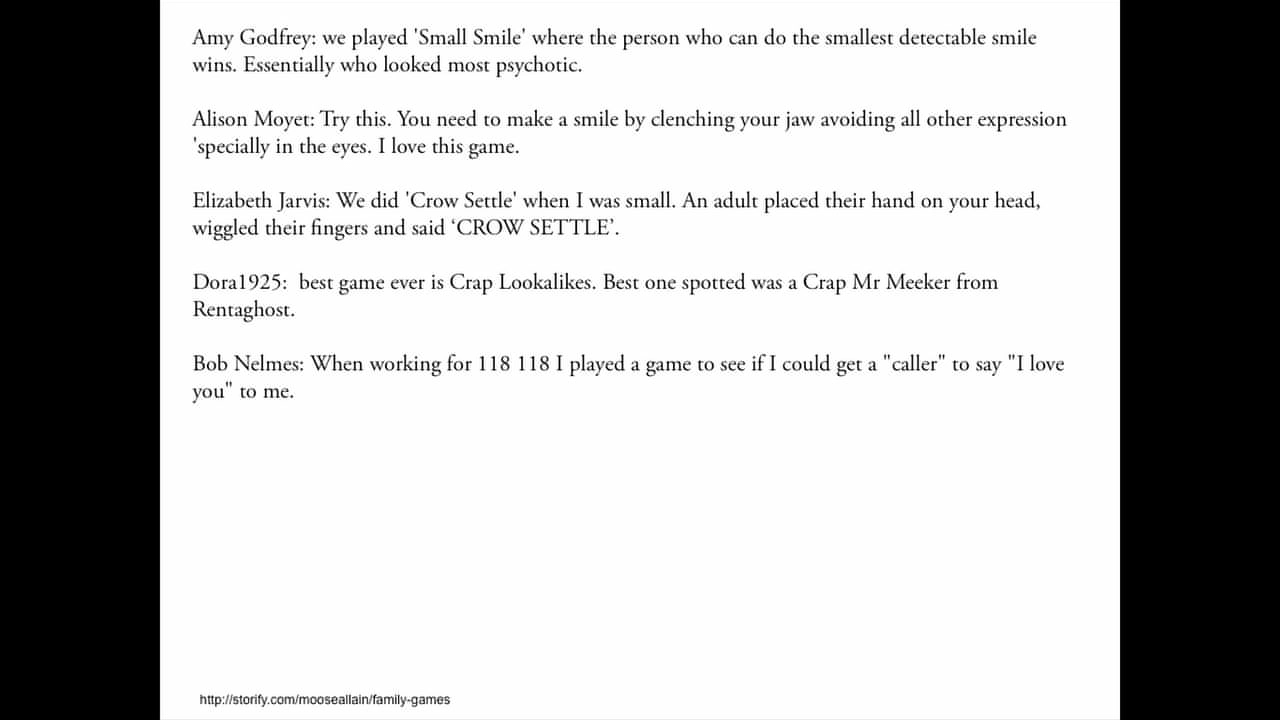 Amy Godfrey: we played 'Small Smile' where the person who can do the smallest detectable smile
wins. Essentially who looked most psychotic.
Alison Moyet: Try this. You need to make a smile by clenching your jaw avoiding all other expression
'specially in the eyes. I love this game.
Elizabeth Jarvis: We did 'Crow Settle' when I was small. An adult placed their hand on your head,
wiggled their fingers and said ‘CROW SETTLE’.
Dora1925:  best game ever is Crap Lookalikes. Best one spotted was a Crap Mr Meeker from
Rentaghost.
Bob Nelmes: When working for 118 118 I played a game to see if I could get a "caller" to say "I love
you" to me.
http://storify.com/mooseallain/family-games